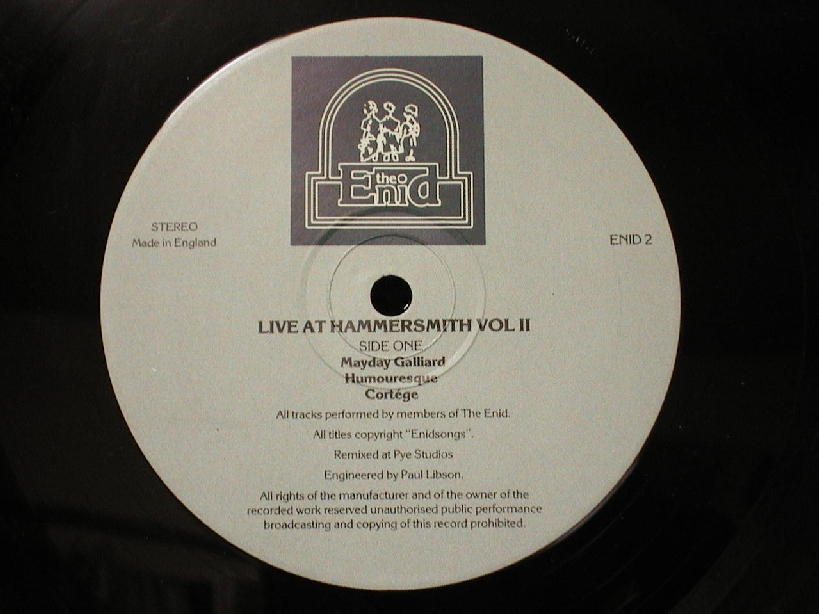 the
Enid
STEREO
Made in England
ENID 2
LIVE AT HAMMERSMITH VOL II
SIDE ONE
Mayday Galliard
Humouresque
Cortége
All tracks performed by members of The Enid.
All titles copyright "Enidsongs".
Remixed at Pye Studios
Engineered by Paul Libson.
All rights of the manufacturer and of the owner of the
recorded work reserved unauthorised public performance
broadcasting and copying of this record prohibited.